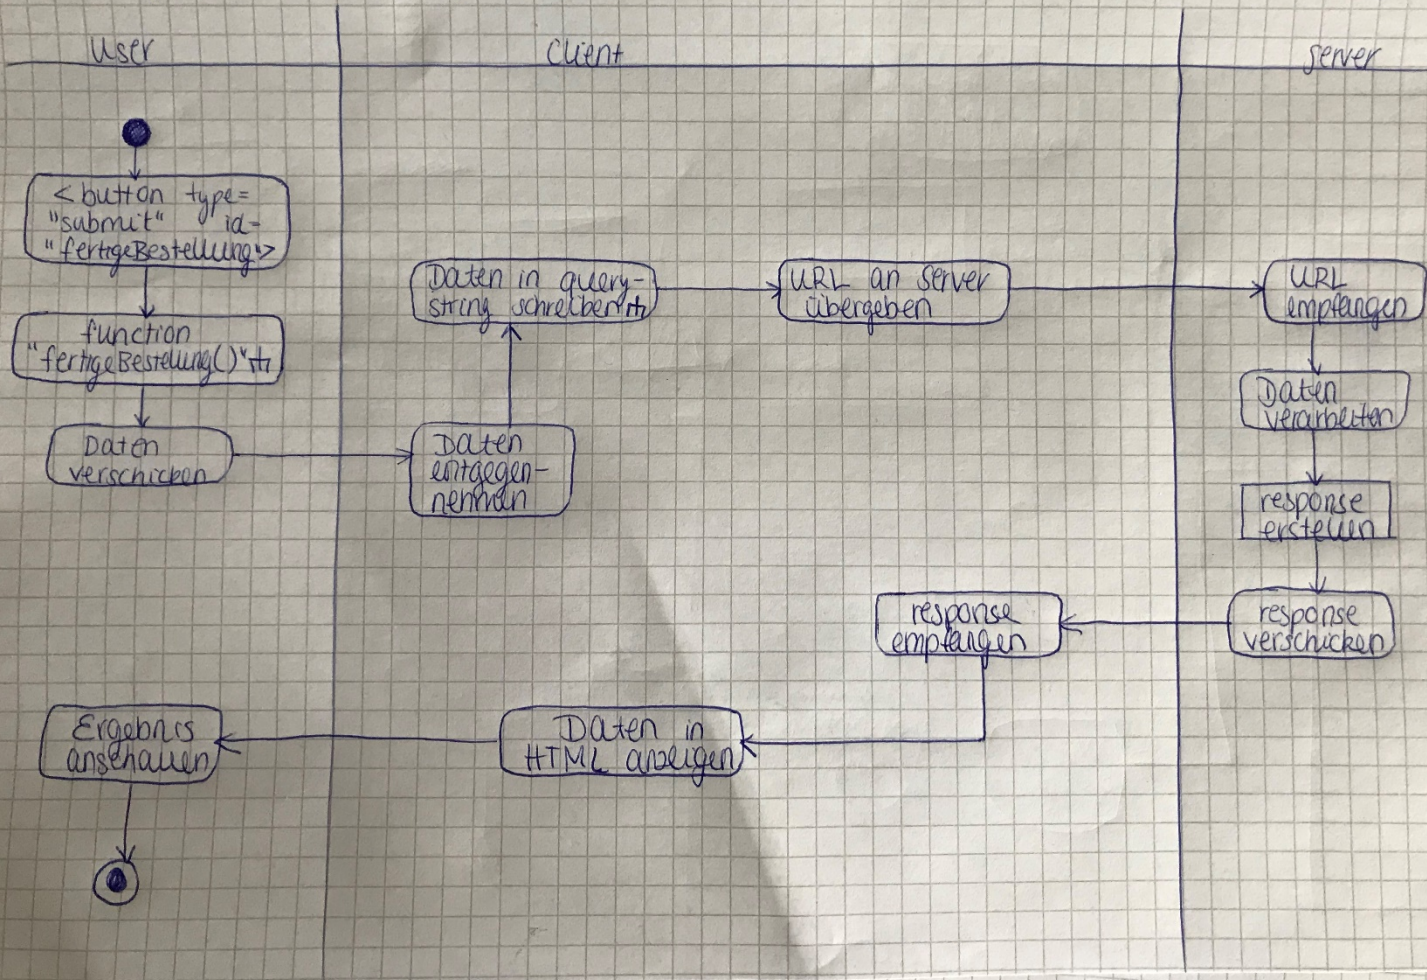 User
Client
Server
<button type=
"submit" id=
"fertigeBestellung">
function
"fertigeBestellung()"
Daten
verschicken
Daten
entgegen-
nehmen
Daten in query-
string schreiben
URL an Server
übergeben
URL
empfangen
Daten
verarbeiten
response
erstellen
response
verschicken
response
empfangen
Daten in
HTML anzeigen
Ergebnis
anschauen